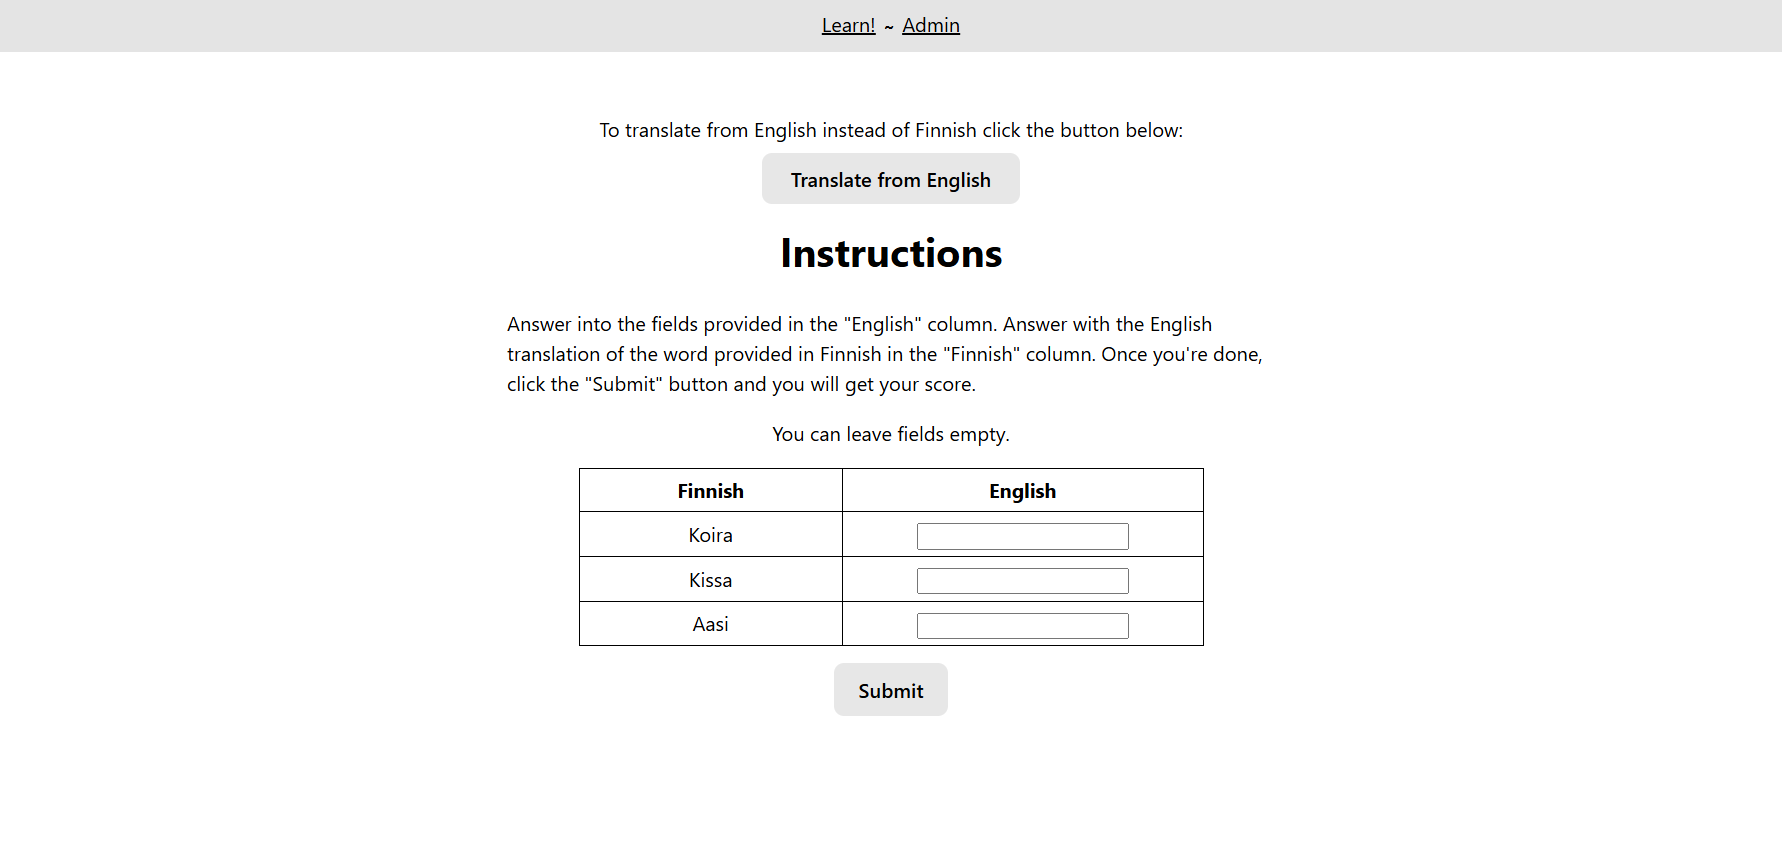 Learn! ~ Admin
To translate from English instead of Finnish click the button below:
Translate from English
Instructions
Answer into the fields provided in the "English" column. Answer with the English
translation of the word provided in Finnish in the "Finnish" column. Once you're done,
click the "Submit" button and you will get your score.
You can leave fields empty.
Finnish English
Koira
Kissa
Aasi
Submit